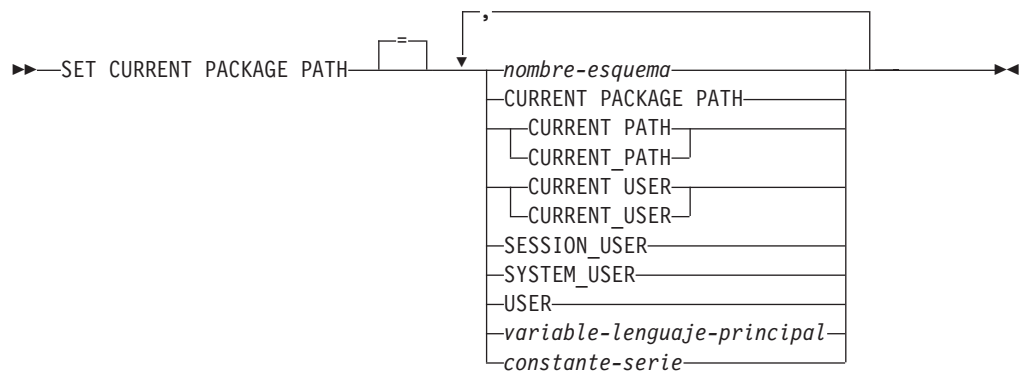 ,
=
SET CURRENT PACKAGE PATH
nombre-esquema
CURRENT PACKAGE PATH
CURRENT PATH
CURRENT_PATH
CURRENT USER
CURRENT_USER
SESSION_USER
SYSTEM_USER
USER
variable-lenguaje-principal
constante-serie